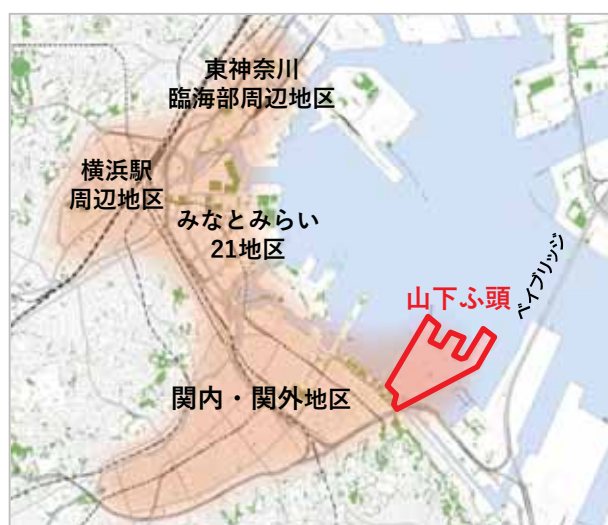 東神奈川
臨海部周辺地区
横浜駅
周辺地区
みなとみらい
21地区
山下ふ頭
ベイブリッジ
関内・関外地区